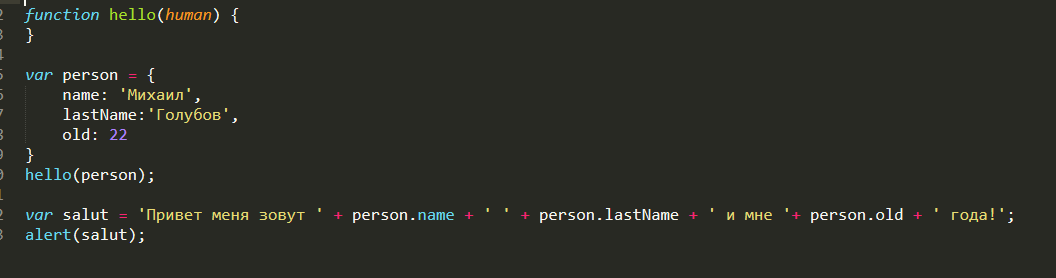 2 function hello(human) {
3 }
4
5 var person = {
6     name: 'Михаил',
7     lastName:'Голубов',
8     old: 22
9 }
0 hello(person);
1
2 var salut = 'Привет меня зовут ' + person.name + ' ' + person.lastName + ' и мне '+ person.old + ' года!';
3 alert(salut);